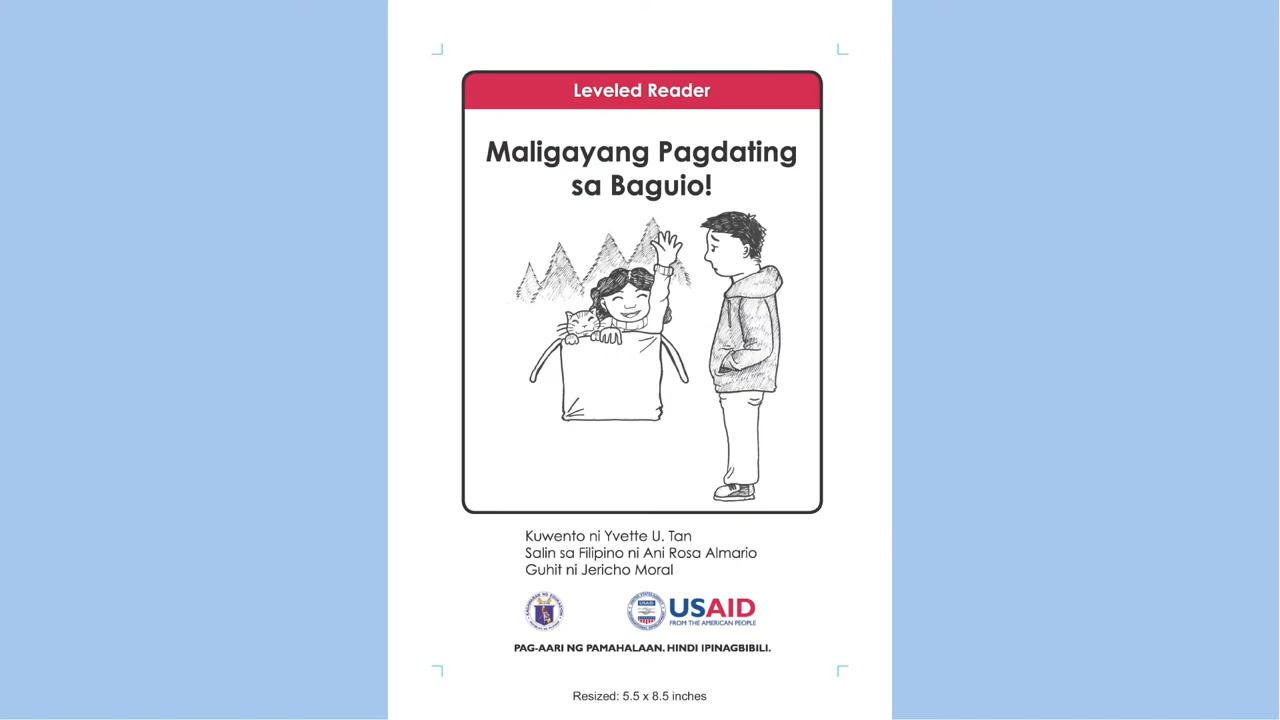 Leveled Reader
Maligayang Pagdating
sa Baguio!
Kuwento ni Yvette U. Tan
Salin sa Filipino ni Ani Rosa Almario
Guhit ni Jericho Moral
USAID
FROM THE AMERICAN PEOPLE
PAG-AARI NG PAMAHALAAN. HINDI IPINAGBIBILI.
Resized: 5.5 x 8.5 inches